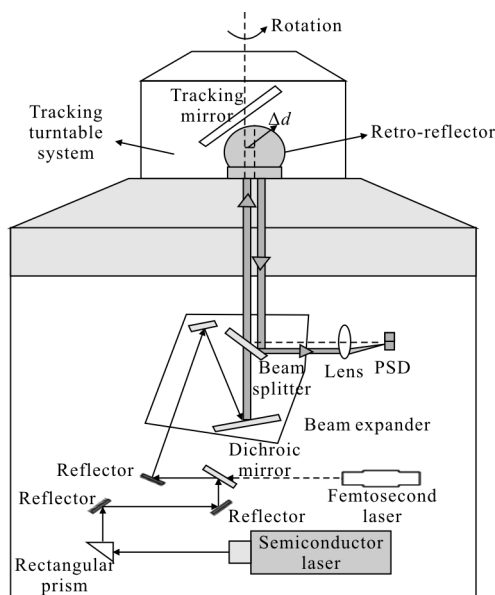 Rotation
Tracking
mirror
Δd
Tracking
turntable
system
Retro-reflector
Beam
splitter
Lens
PSD
Beam expander
Dichroic
mirror
Reflector
Reflector
Reflector
Femtosecond
laser
Semiconductor
laser
Rectangular
prism